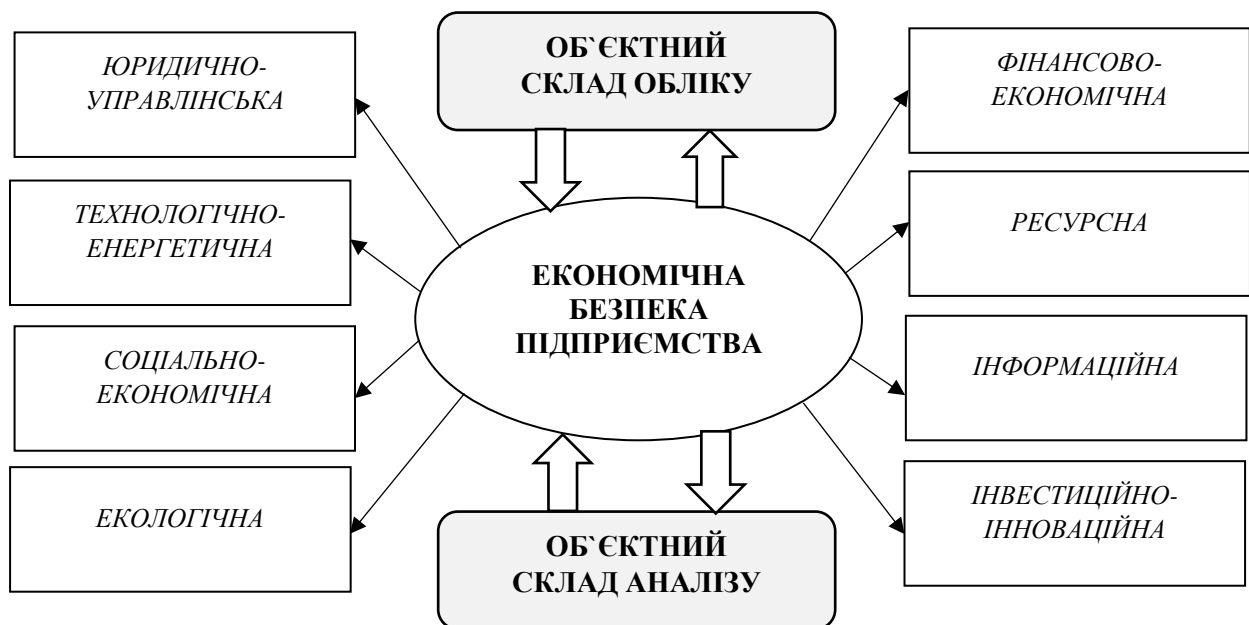 ЮРИДИЧНО-
УПРАВЛІНСЬКА
ОБ`ЄКТНИЙ
СКЛАД ОБЛІКУ
ФІНАНСОВО-
ЕКОНОМІЧНА
ТЕХНОЛОГІЧНО-
ЕНЕРГЕТИЧНА
РЕСУРСНА
ЕКОНОМІЧНА
БЕЗПЕКА
ПІДПРИЄМСТВА
СОЦІАЛЬНО-
ЕКОНОМІЧНА
ІНФОРМАЦІЙНА
ЕКОЛОГІЧНА
ІНВЕСТИЦІЙНО-
ІННОВАЦІЙНА
ОБ`ЄКТНИЙ
СКЛАД АНАЛІЗУ